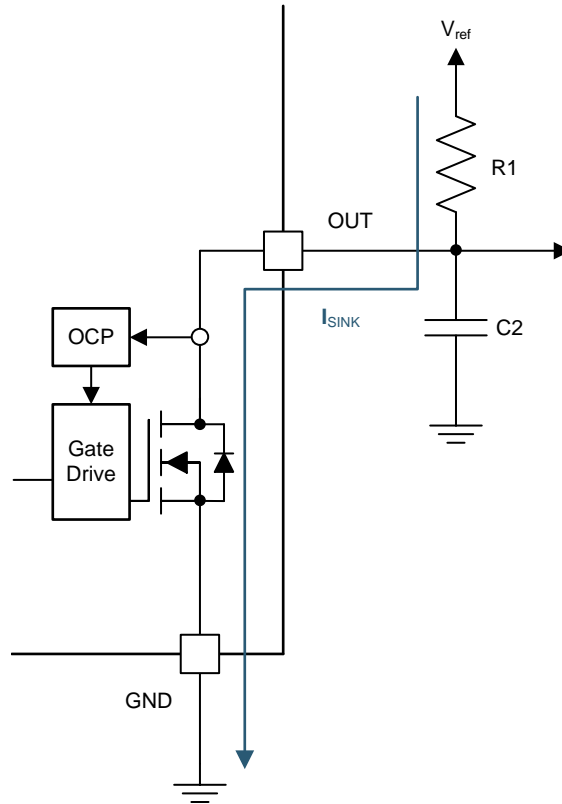 Vref
R1
OUT
ISINK
C2
OCP
Gate
Drive
GND